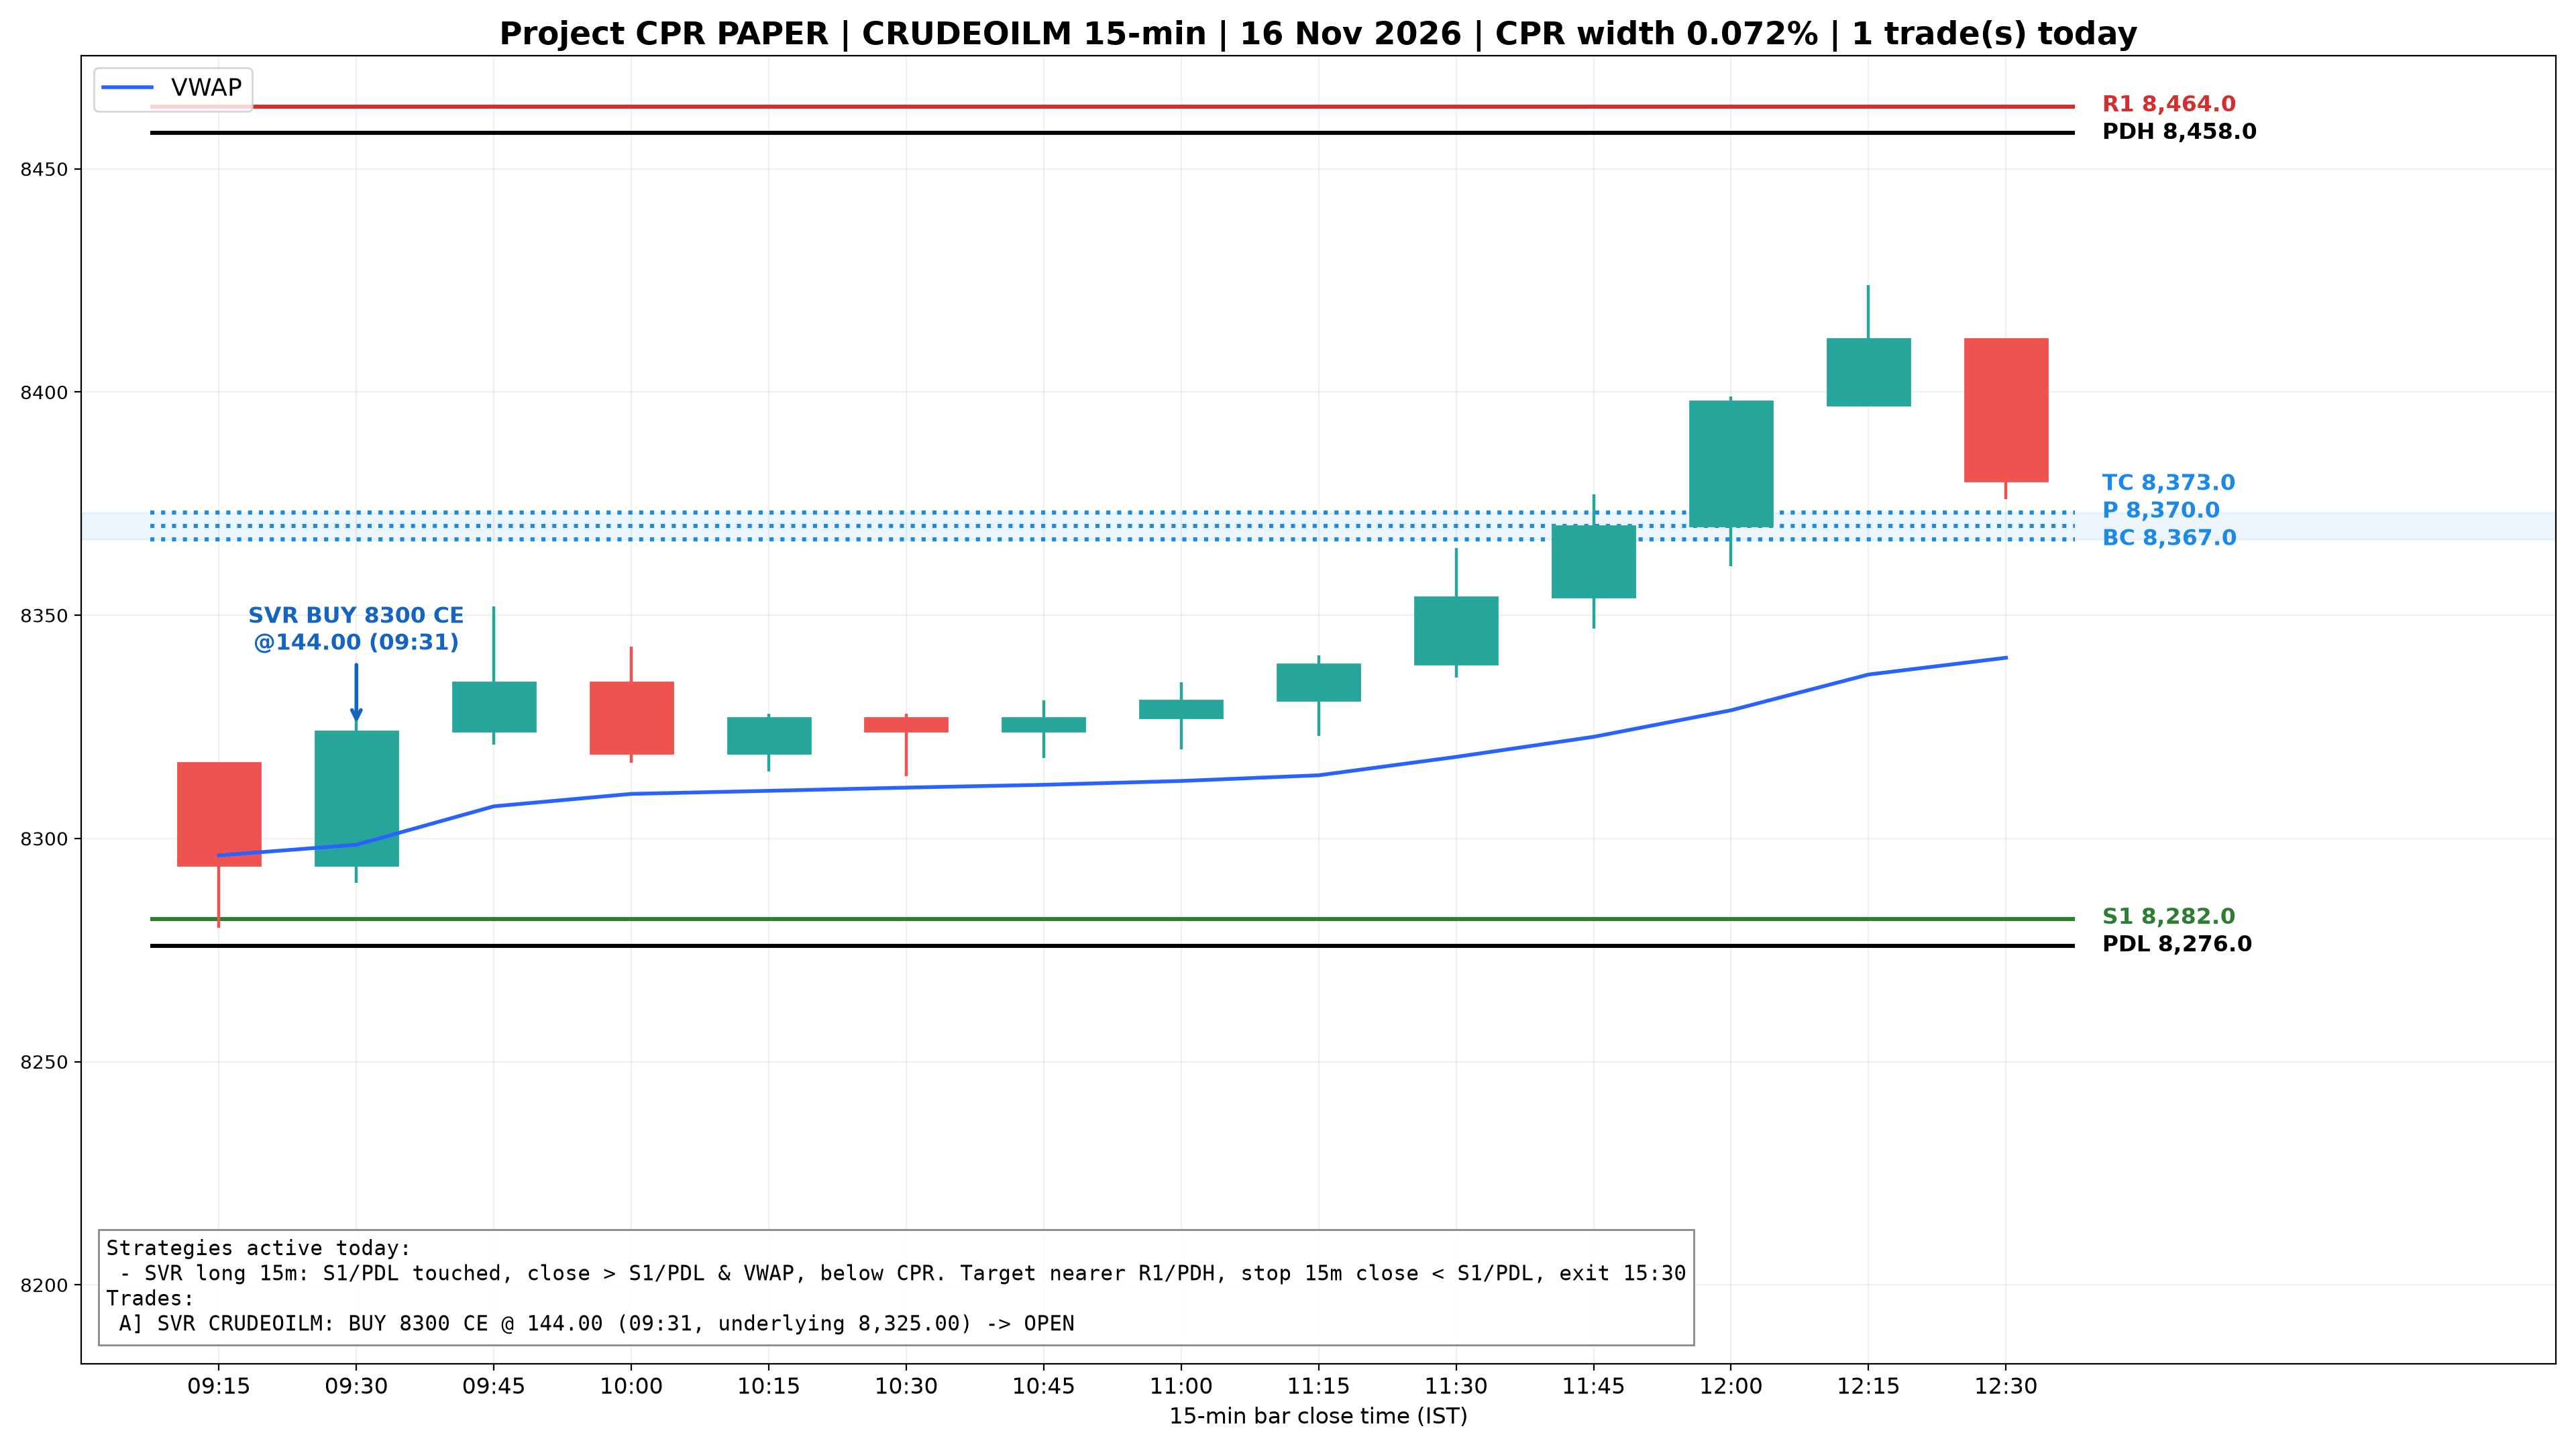 Project CPR PAPER | CRUDEOILM 15-min | 16 Nov 2026 | CPR width 0.072% | 1 trade(s) today
VWAP
R1 8,464.0
PDH 8,458.0
8450
8400
TC 8,373.0
P 8,370.0
BC 8,367.0
8350
SVR BUY 8300 CE
@144.00 (09:31)
8300
S1 8,282.0
PDL 8,276.0
8250
8200
Strategies active today:
- SVR long 15m: S1/PDL touched, close > S1/PDL & VWAP, below CPR. Target nearer R1/PDH, stop 15m close < S1/PDL, exit 15:30
Trades:
A] SVR CRUDEOILM: BUY 8300 CE @ 144.00 (09:31, underlying 8,325.00) -> OPEN
09:15 09:30 09:45 10:00 10:15 10:30 10:45 11:00 11:15 11:30 11:45 12:00 12:15 12:30
15-min bar close time (IST)